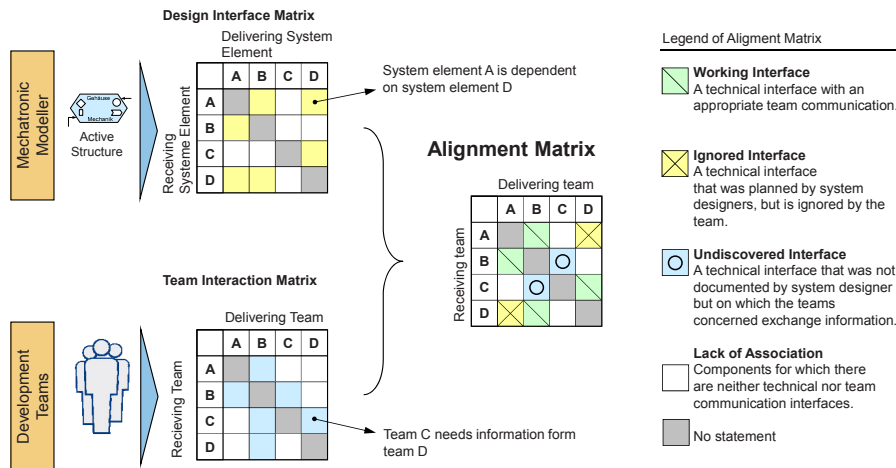 Design Interface Matrix
Mechatronic
Modeller
Gehäuse
Mechanik
Active
Structure
Delivering System
Element
Receiving
Systeme Element
A B C D
A
B
C
D
System element A is dependent
on system element D
Team Interaction Matrix
Development
Teams
Delivering Team
Recieving Team
A B C D
A
B
C
D
Team C needs information form
team D
Alignment Matrix
Delivering team
Receiving team
A B C D
A
B
C
D
Legend of Aligment Matrix
Working Interface
A technical interface with an
appropriate team communication.
Ignored Interface
A technical interface
that was planned by system
designers, but is ignored by the
team.
Undiscovered Interface
A technical interface that was not
documented by system designer
but on which the teams
concerned exchange information.
Lack of Association
Components for which there
are neither technical nor team
communication interfaces.
No statement